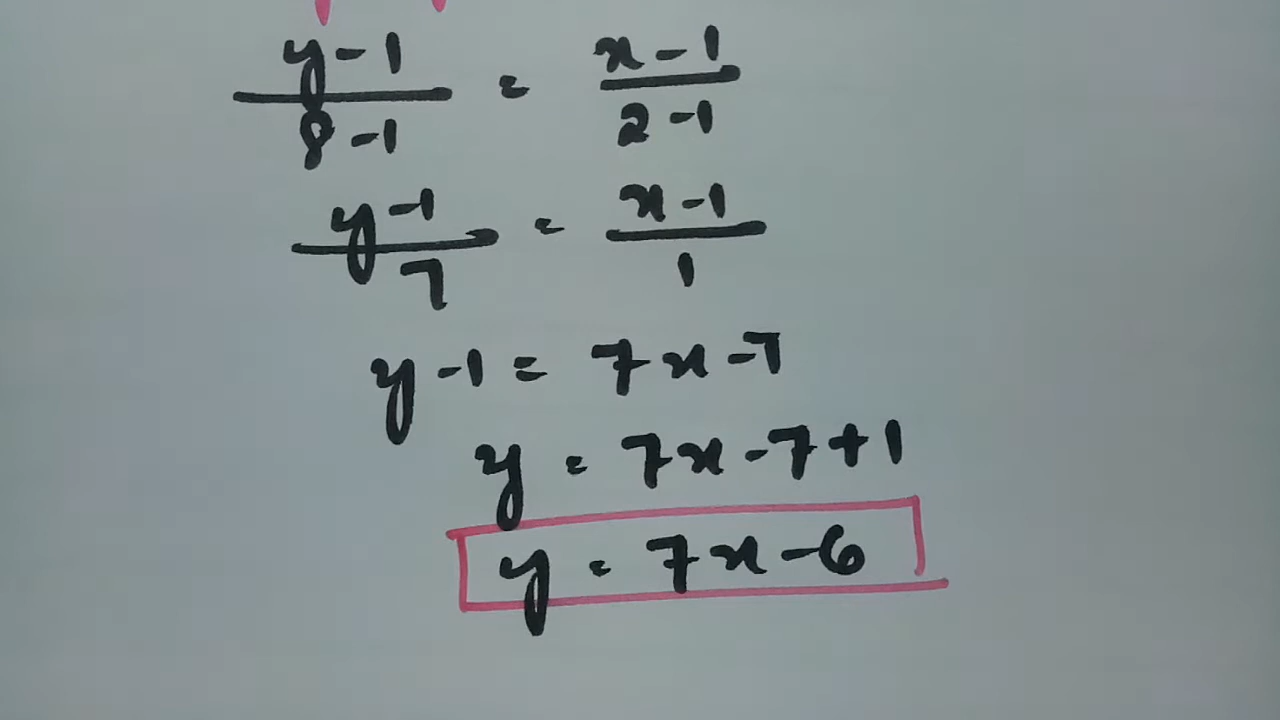 y-1 = x-1
8-1 2-1
y-1 = x-1
7 1
y-1 = 7x-7
y = 7x-7+1
y = 7x-6